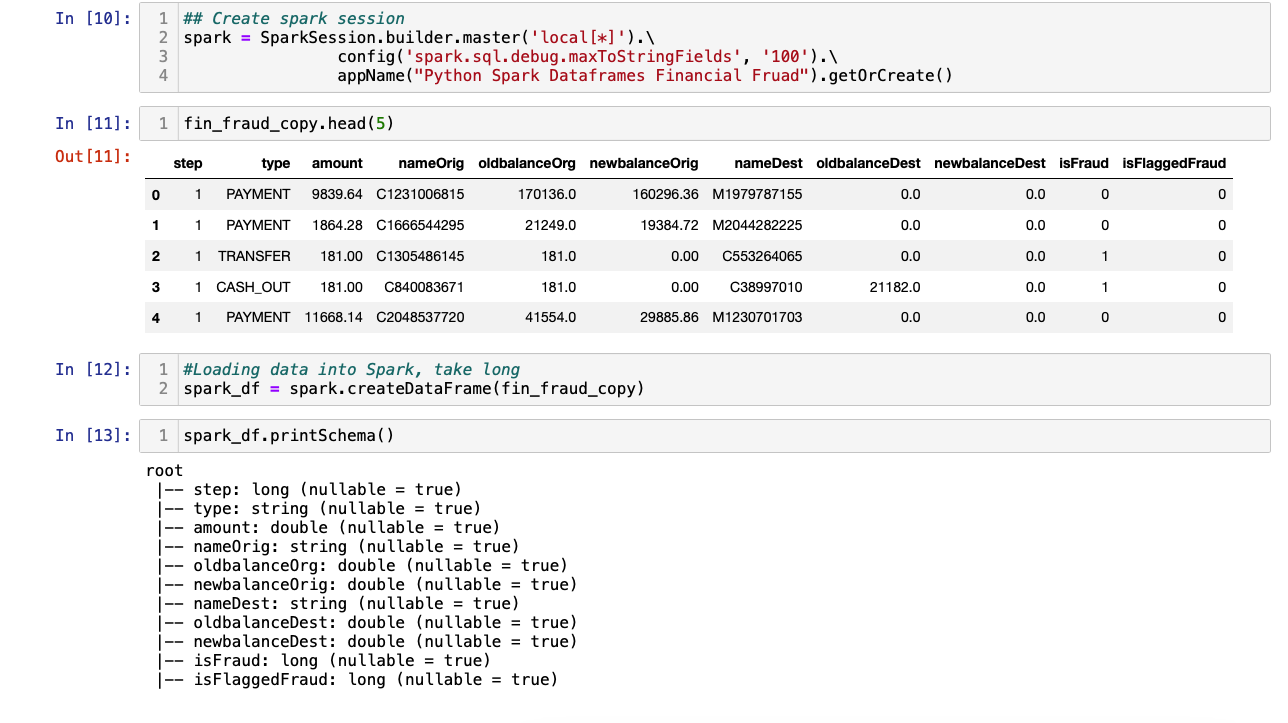 In [10]: 1 ## Create spark session
2 spark = SparkSession.builder.master('local[*]').\
3 config('spark.sql.debug.maxToStringFields', '100').\
4 appName("Python Spark Dataframes Financial Fruad").getOrCreate()
In [11]: 1 fin_fraud_copy.head(5)
Out[11]:
step type amount nameOrig oldbalanceOrg newbalanceOrig nameDest oldbalanceDest newbalanceDest isFraud isFlaggedFraud
0 1 PAYMENT 9839.64 C1231006815 170136.0 160296.36 M1979787155 0.0 0.0 0 0
1 1 PAYMENT 1864.28 C1666544295 21249.0 19384.72 M2044282225 0.0 0.0 0 0
2 1 TRANSFER 181.00 C1305486145 181.0 0.00 C553264065 0.0 0.0 1 0
3 1 CASH_OUT 181.00 C840083671 181.0 0.00 C38997010 21182.0 0.0 1 0
4 1 PAYMENT 11668.14 C2048537720 41554.0 29885.86 M1230701703 0.0 0.0 0 0
In [12]: 1 #Loading data into Spark, take long
2 spark_df = spark.createDataFrame(fin_fraud_copy)
In [13]: 1 spark_df.printSchema()
root
|-- step: long (nullable = true)
|-- type: string (nullable = true)
|-- amount: double (nullable = true)
|-- nameOrig: string (nullable = true)
|-- oldbalanceOrg: double (nullable = true)
|-- newbalanceOrig: double (nullable = true)
|-- nameDest: string (nullable = true)
|-- oldbalanceDest: double (nullable = true)
|-- newbalanceDest: double (nullable = true)
|-- isFraud: long (nullable = true)
|-- isFlaggedFraud: long (nullable = true)